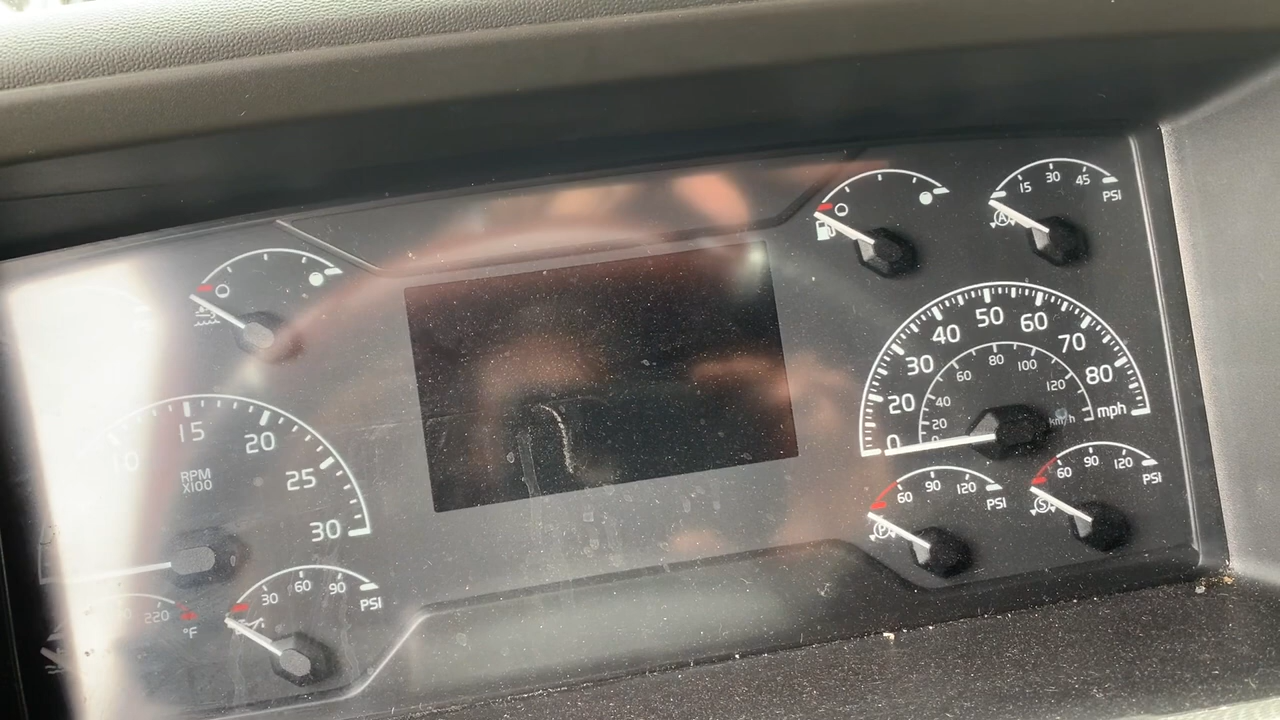 15 30 45
PSI
10 15 20 25 30
RPM
X100
220
°F
30 60 90
PSI
0 20 30 40 50 60 70 80
mph
0 20 40 60 80 100 120
km/h
60 90 120
PSI
P
60 90 120
PSI
S
A